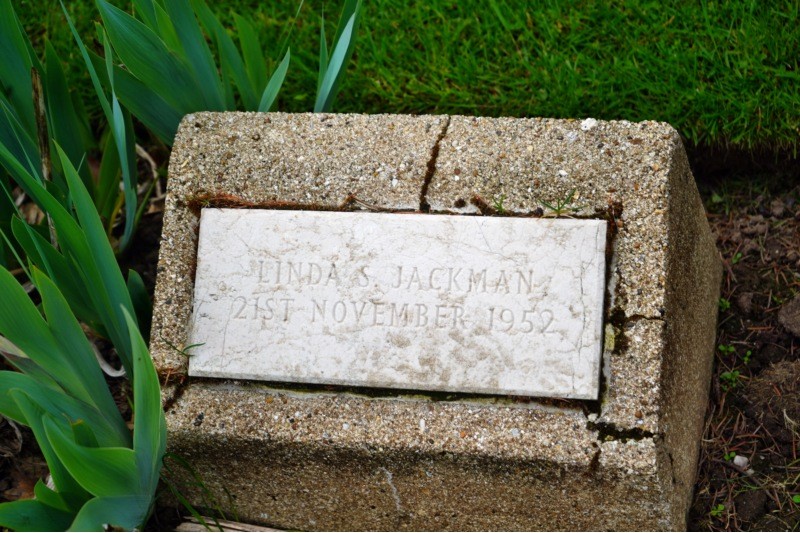 LINDA S. JACKMAN
21ST NOVEMBER 1952